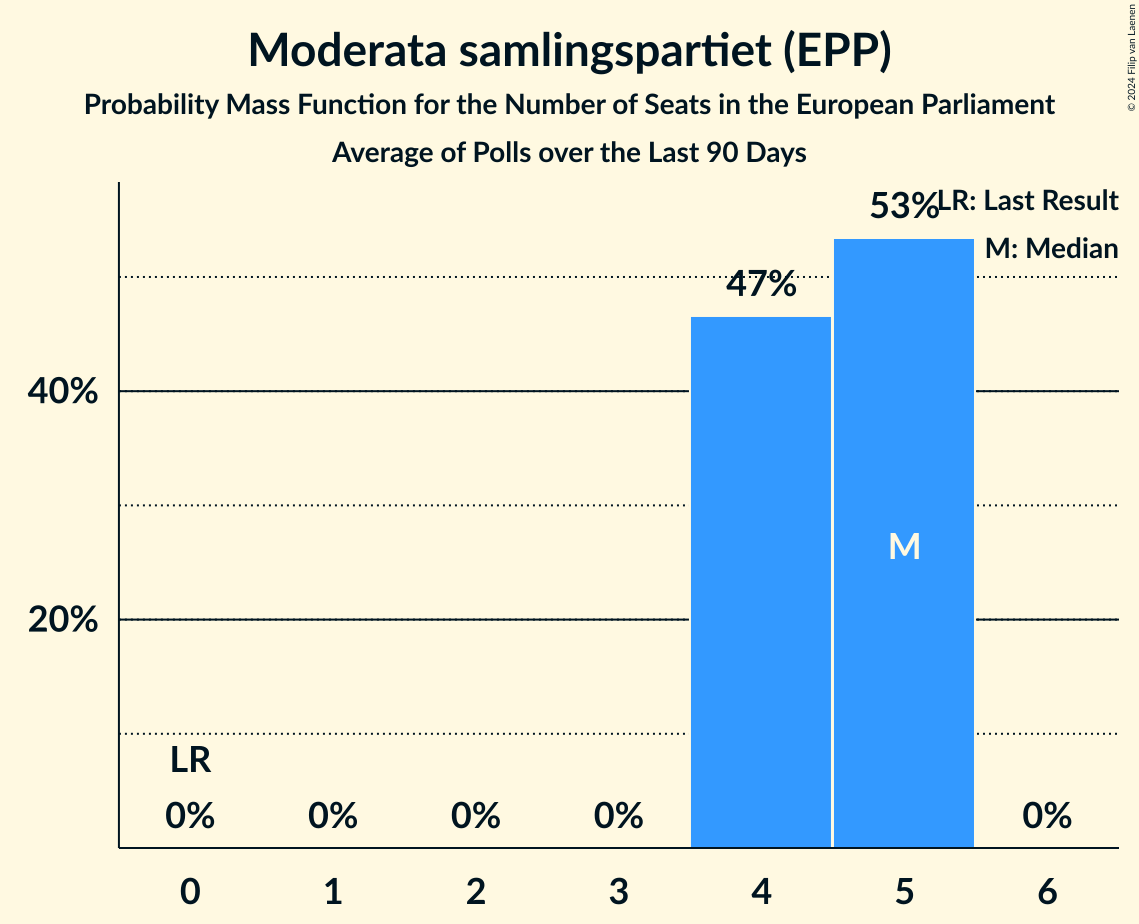 Moderata samlingspartiet (EPP)
Probability Mass Function for the Number of Seats in the European Parliament
Average of Polls over the Last 90 Days
© 2024 Filip van Laenen
LR: Last Result
M: Median
53%
47%
40%
20%
M
LR
0% 0% 0% 0% 0%
0 1 2 3 4 5 6